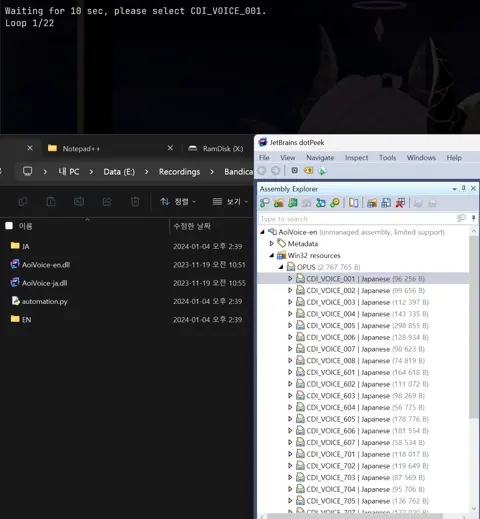 Waiting for 10 sec, please select CDI_VOICE_001.
Loop 1/22
Notepad++
RamDisk (X:)
내 PC > Data (E:) > Recordings > Bandica
정렬
보기
이름
수정한 날짜
JA 2024-01-04 오후 2:39
AoiVoice-en.dll 2023-11-19 오전 10:51
AoiVoice-ja.dll 2023-11-19 오전 10:55
automation.py 2024-01-04 오후 2:39
EN 2024-01-04 오후 2:39
JetBrains dotPeek
File View Navigate Inspect Tools Windows Help
Assembly Explorer
Type to search
AoiVoice-en (unmanaged assembly, limited support)
Metadata
Win32 resources
OPUS (2 767 765 B)
CDI_VOICE_001 | Japanese (96 256 B)
CDI_VOICE_002 | Japanese (99 656 B)
CDI_VOICE_003 | Japanese (112 397 B)
CDI_VOICE_004 | Japanese (143 335 B)
CDI_VOICE_005 | Japanese (298 855 B)
CDI_VOICE_006 | Japanese (128 934 B)
CDI_VOICE_007 | Japanese (98 623 B)
CDI_VOICE_008 | Japanese (74 819 B)
CDI_VOICE_601 | Japanese (164 618 B)
CDI_VOICE_602 | Japanese (111 072 B)
CDI_VOICE_603 | Japanese (98 269 B)
CDI_VOICE_604 | Japanese (56 775 B)
CDI_VOICE_605 | Japanese (178 776 B)
CDI_VOICE_606 | Japanese (181 554 B)
CDI_VOICE_607 | Japanese (58 534 B)
CDI_VOICE_701 | Japanese (118 017 B)
CDI_VOICE_702 | Japanese (119 649 B)
CDI_VOICE_703 | Japanese (87 569 B)
CDI_VOICE_704 | Japanese (95 706 B)
CDI_VOICE_705 | Japanese (136 762 B)